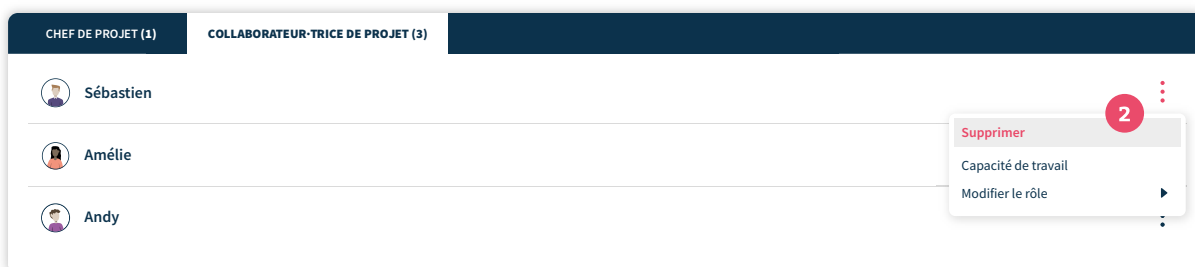 CHEF DE PROJET (1) COLLABORATEUR·TRICE DE PROJET (3)
Sébastien
2
Supprimer
Amélie
Capacité de travail
Modifier le rôle
Andy